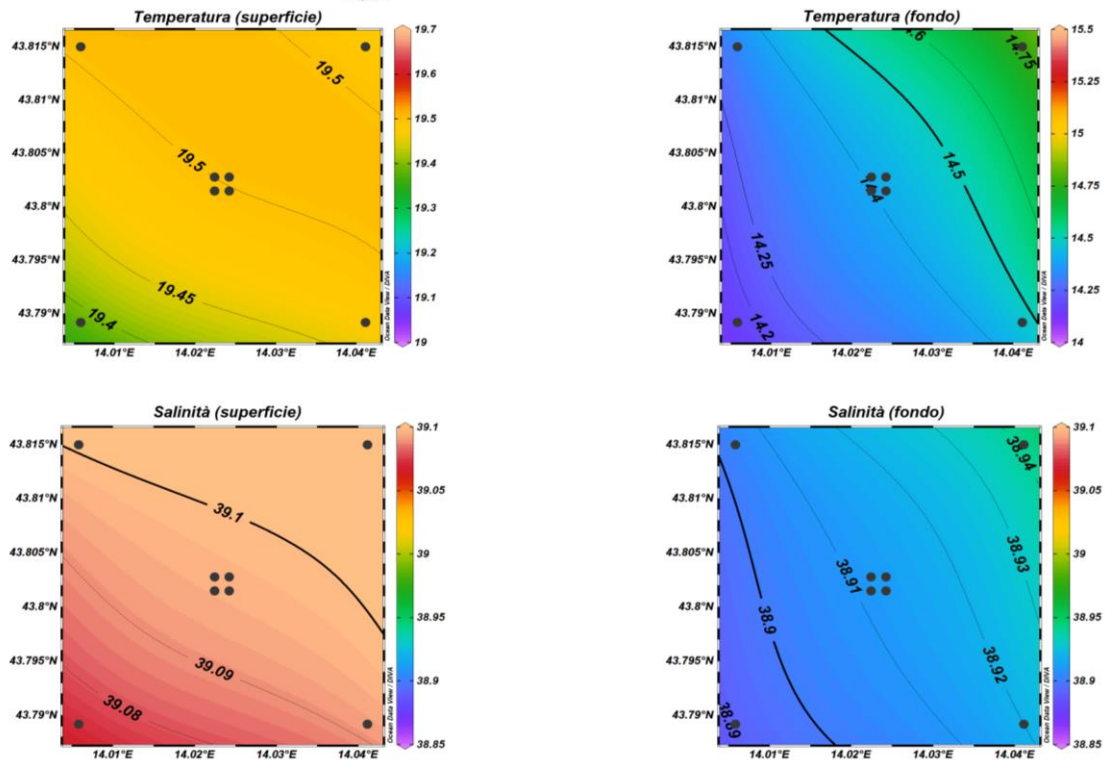 Temperatura (superficie)
43.815°N
43.81°N
43.805°N
43.8°N
43.795°N
43.79°N
14.01°E
14.02°E
14.03°E
14.04°E
19.5
19.5
19.45
19.4
Ocean Data View / DIVA
19.7
19.6
19.5
19.4
19.3
19.2
19.1
19
Temperatura (fondo)
43.815°N
43.81°N
43.805°N
43.8°N
43.795°N
43.79°N
14.01°E
14.02°E
14.03°E
14.04°E
14.75
14.5
14.4
14.25
14.2
Ocean Data View / DIVA
15.5
15.25
15
14.75
14.5
14.25
14
Salinità (superficie)
43.815°N
43.81°N
43.805°N
43.8°N
43.795°N
43.79°N
14.01°E
14.02°E
14.03°E
14.04°E
39.1
39.09
39.08
Ocean Data View / DIVA
39.1
39.05
39
38.95
38.9
38.85
Salinità (fondo)
43.815°N
43.81°N
43.805°N
43.8°N
43.795°N
43.79°N
14.01°E
14.02°E
14.03°E
14.04°E
38.94
38.93
38.91
38.9
38.92
38.89
Ocean Data View / DIVA
39.1
39.05
39
38.95
38.9
38.85